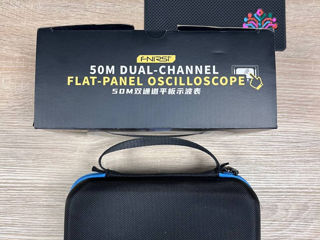 FNIRSI
50M DUAL-CHANNEL
FLAT-PANEL OSCILLOSCOPE
50M双通道平板示波表